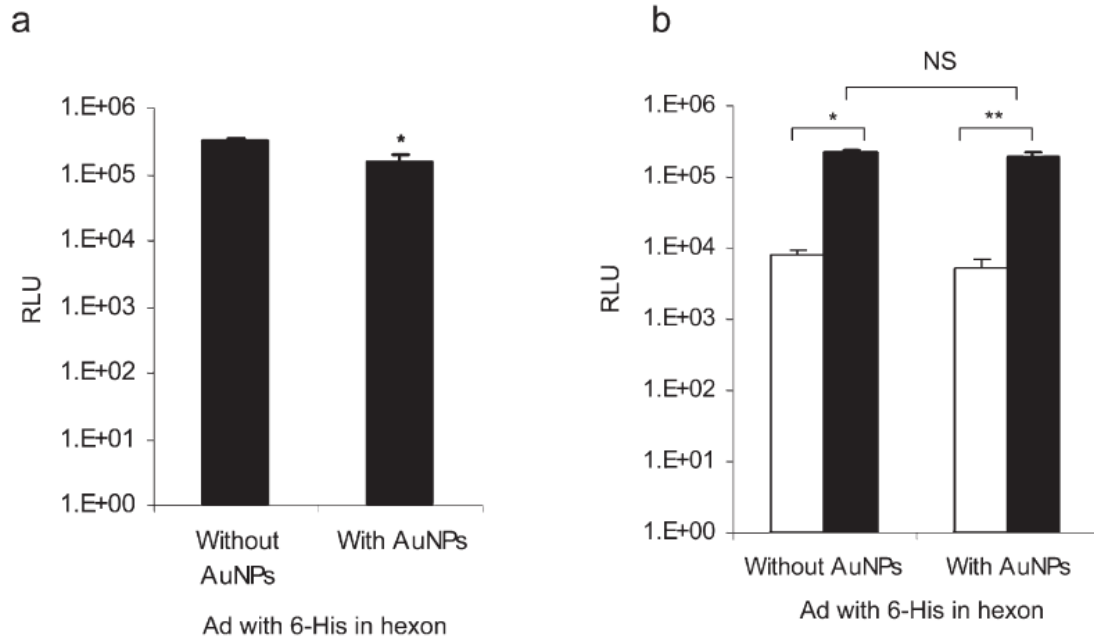 a
1.E+06
1.E+05
1.E+04
1.E+03
1.E+02
1.E+01
1.E+00
RLU
*
Without
AuNPs
With AuNPs
Ad with 6-His in hexon
b
NS
1.E+06
1.E+05
1.E+04
1.E+03
1.E+02
1.E+01
1.E+00
RLU
*
**
Without AuNPs
With AuNPs
Ad with 6-His in hexon